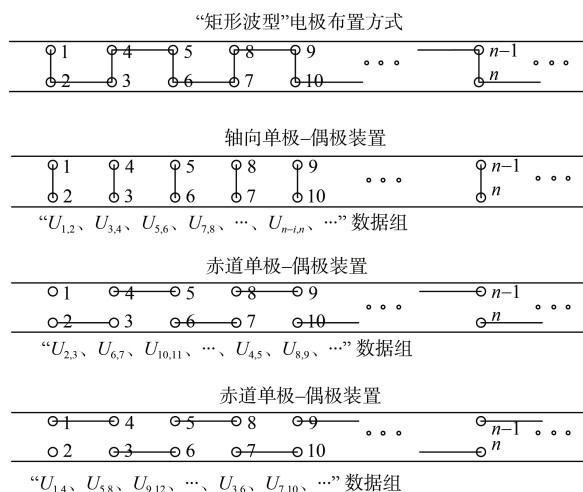 “矩形波型”电极布置方式
1 4 5 8 9 n−1
2 3 6 7 10 n
轴向单极–偶极装置
1 4 5 8 9 n−1
2 3 6 7 10 n
“U1,2、U3,4、U5,6、U7,8、···、Un−i,n、···” 数据组
赤道单极–偶极装置
1 4 5 8 9 n−1
2 3 6 7 10 n
“U2,3、U6,7、U10,11、···、U4,5、U8,9、···” 数据组
赤道单极–偶极装置
1 4 5 8 9 n−1
2 3 6 7 10 n
“U1,4、U5,8、U9,12、···、U3,6、U7,10、···” 数据组